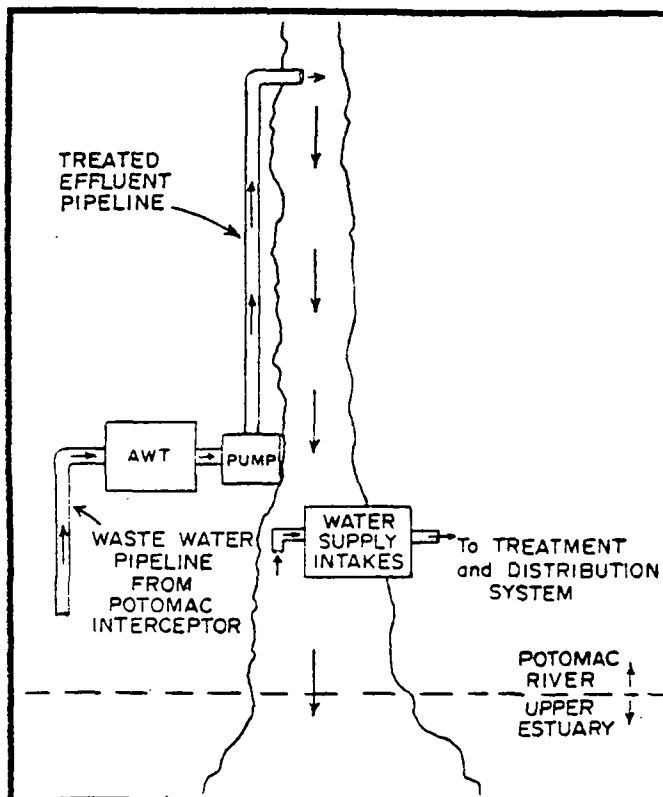 TREATED
EFFLUENT
PIPELINE
AWT
PUMP
WASTE WATER
PIPELINE
FROM
POTOMAC
INTERCEPTOR
WATER
SUPPLY
INTAKES
To TREATMENT
and DISTRIBUTION
SYSTEM
POTOMAC
RIVER
UPPER
ESTUARY